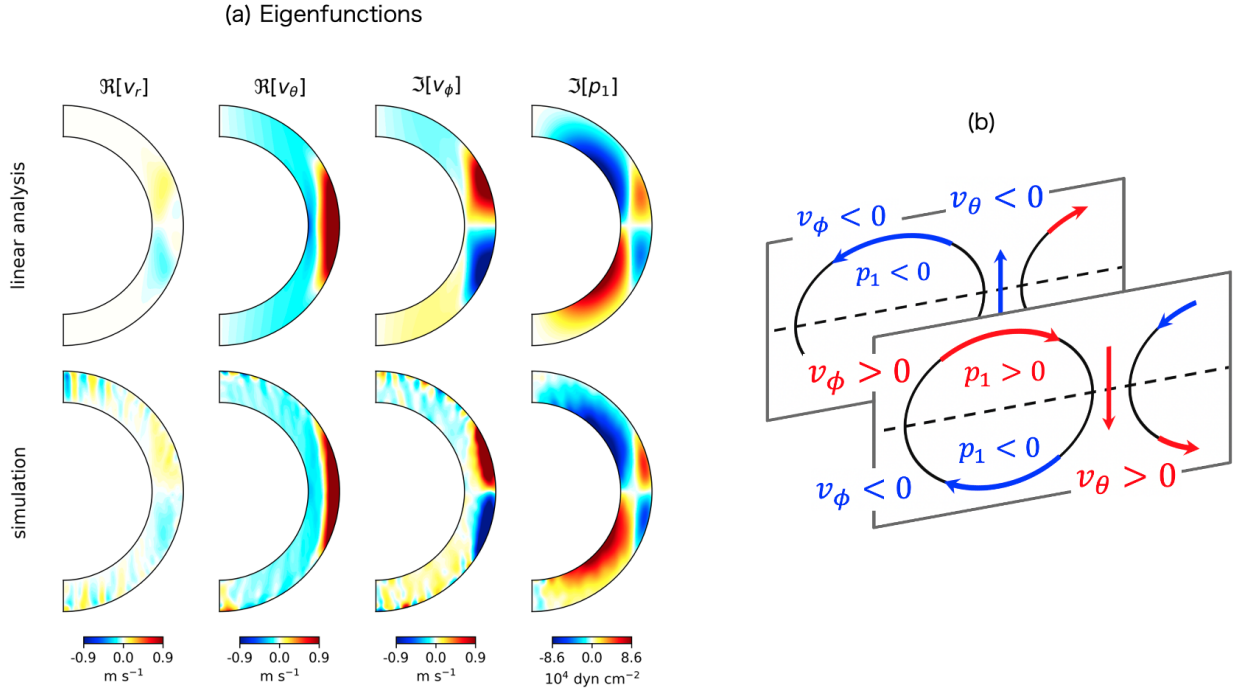 (a) Eigenfunctions
ℜ[v_r] ℜ[v_θ] ℑ[v_ϕ] ℑ[p_1]
linear analysis
simulation
-0.9 0.0 0.9 -0.9 0.0 0.9 -0.9 0.0 0.9 -8.6 0.0 8.6
m s⁻¹ m s⁻¹ m s⁻¹ 10⁴ dyn cm⁻²
(b)
v_ϕ < 0 v_θ < 0
p_1 < 0
v_ϕ > 0 p_1 > 0
p_1 < 0
v_ϕ < 0 v_θ > 0